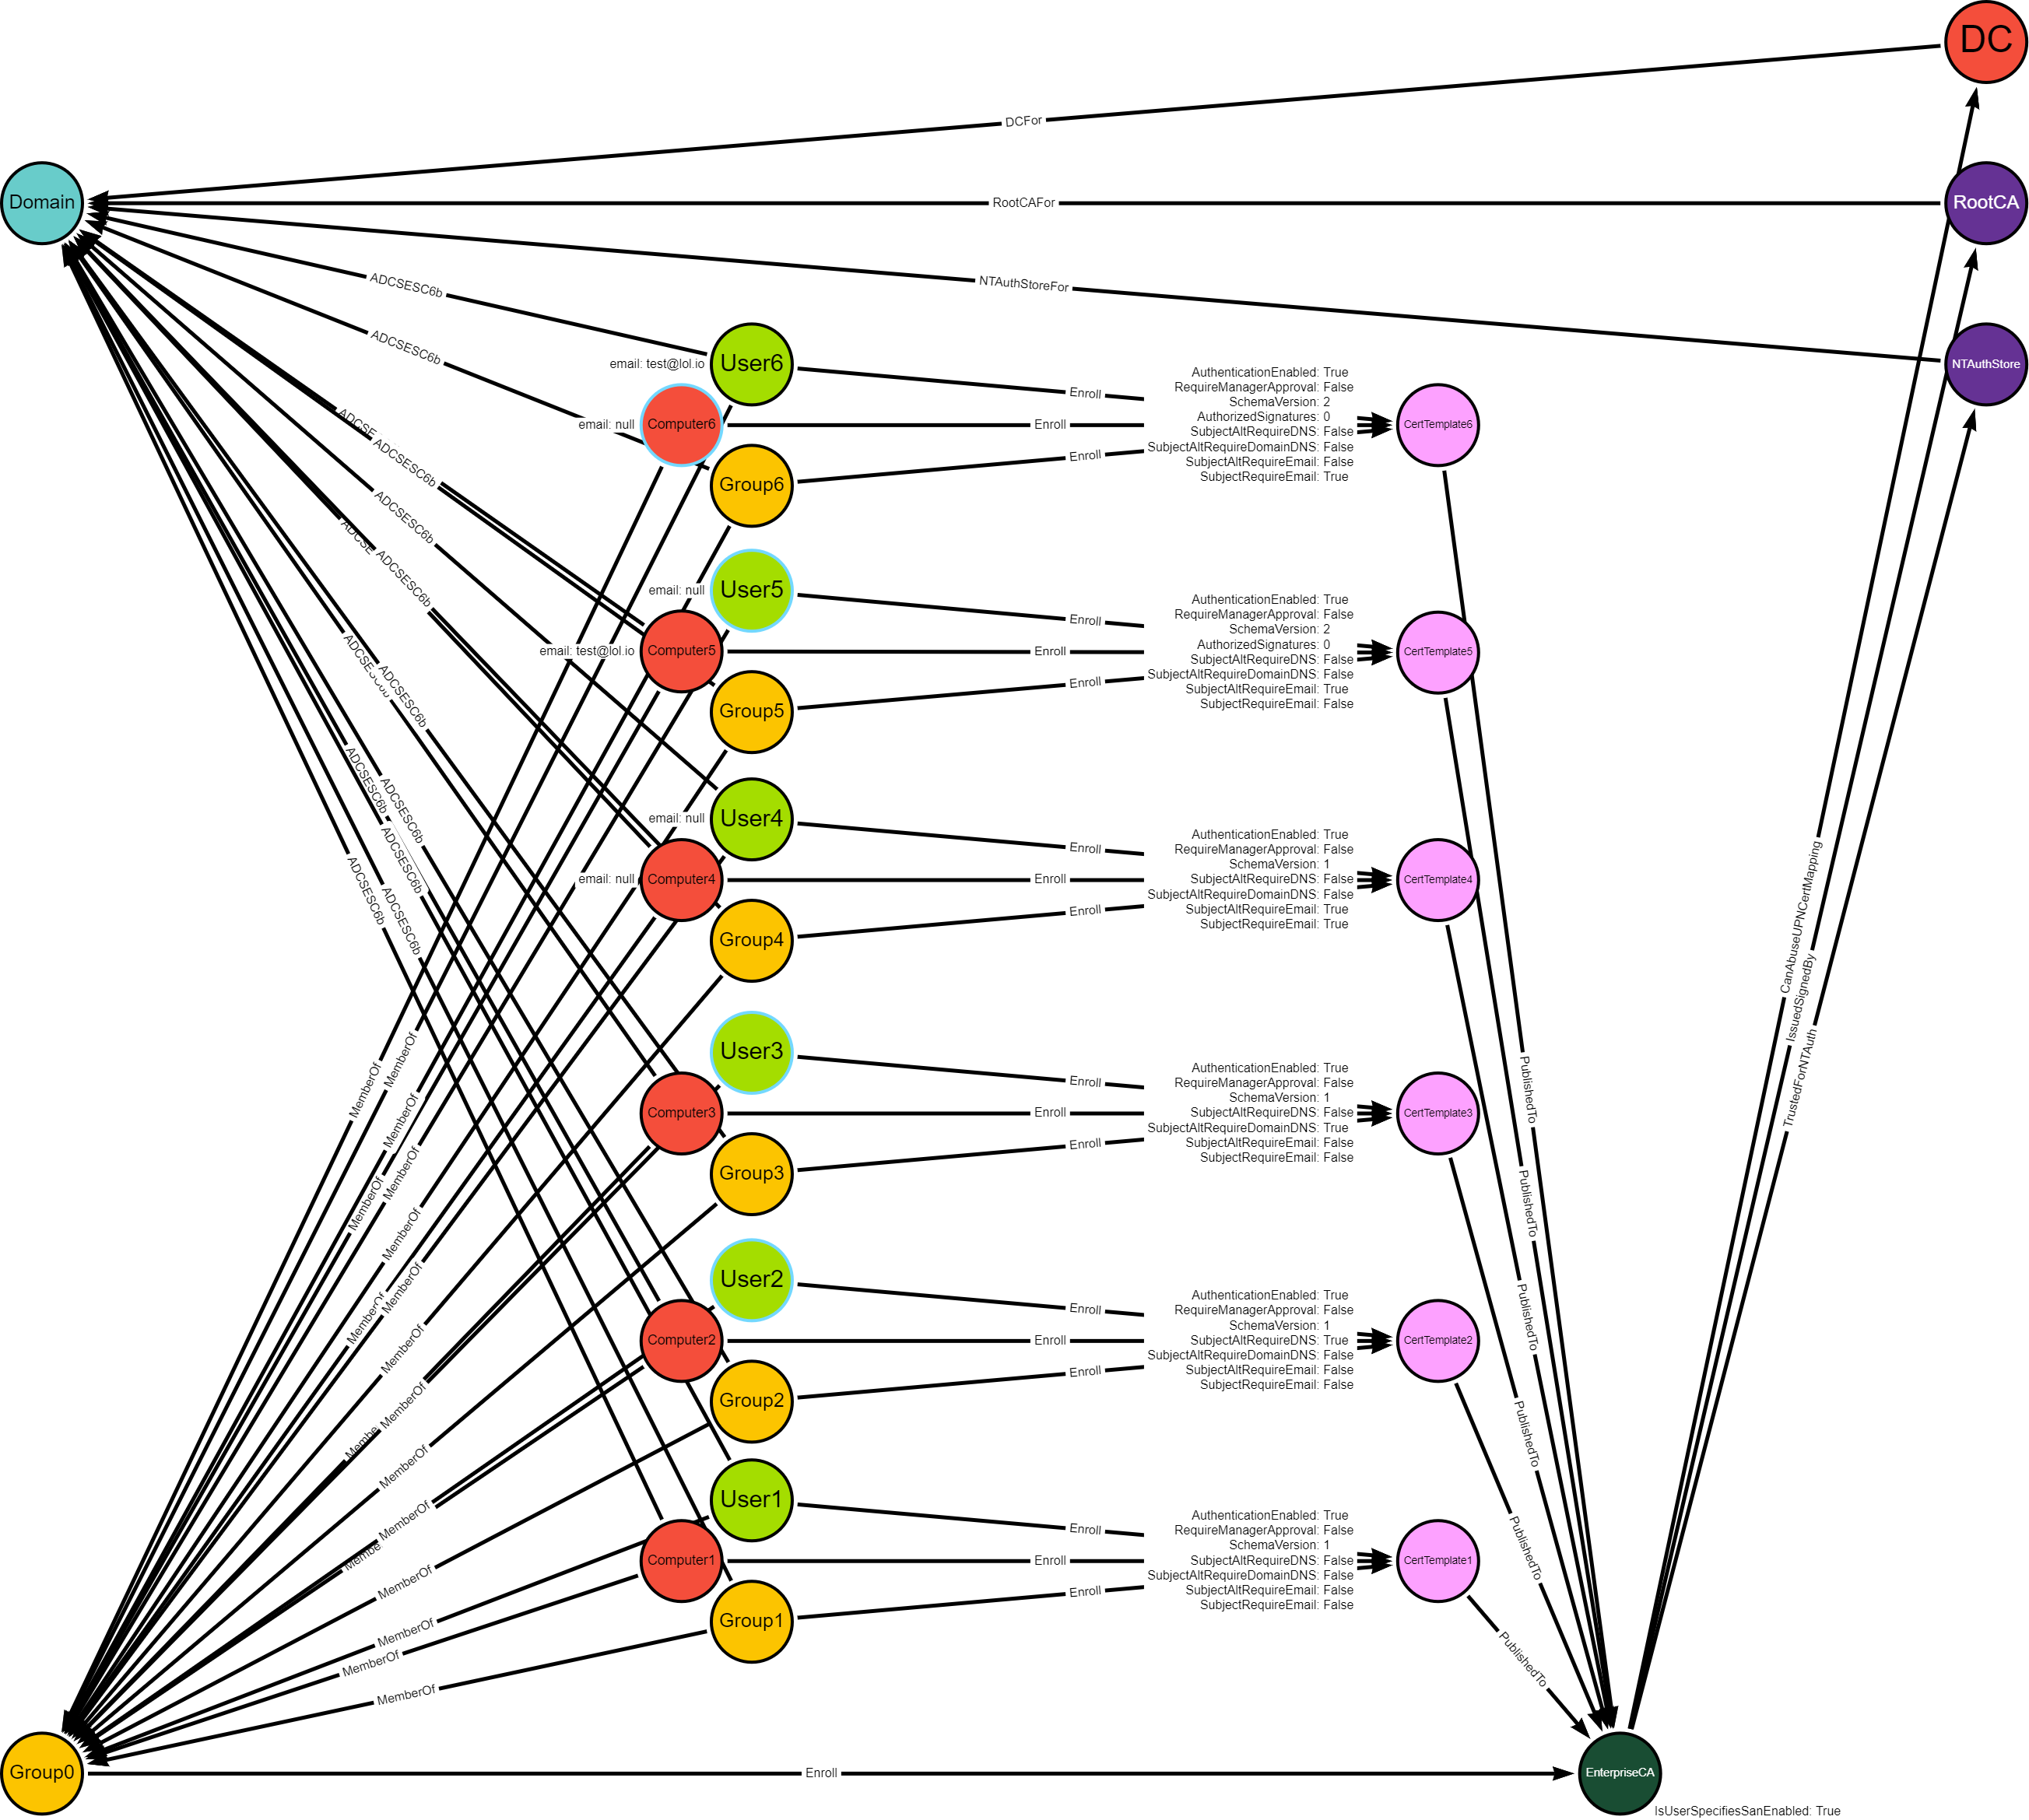 DC
DCFor
Domain
RootCAFor
RootCA
NTAuthStoreFor
NTAuthStore
ADCSESC6b
ADCSESC6b
email: test@lol.io
User6
Enroll
email: null
Computer6
Enroll
Group6
Enroll
AuthenticationEnabled: True
RequireManagerApproval: False
SchemaVersion: 2
AuthorizedSignatures: 0
SubjectAltRequireDNS: False
SubjectAltRequireDomainDNS: False
SubjectAltRequireEmail: False
SubjectRequireEmail: True
CertTemplate6
ADCSE
ADCSESC6b
ADCSESC6b
email: null
User5
Enroll
email: test@lol.io
Computer5
Enroll
Group5
Enroll
AuthenticationEnabled: True
RequireManagerApproval: False
SchemaVersion: 2
AuthorizedSignatures: 0
SubjectAltRequireDNS: False
SubjectAltRequireDomainDNS: False
SubjectAltRequireEmail: True
SubjectRequireEmail: False
CertTemplate5
ADCSE
ADCSESC6b
email: null
User4
Enroll
email: null
Computer4
Enroll
Group4
Enroll
AuthenticationEnabled: True
RequireManagerApproval: False
SchemaVersion: 1
SubjectAltRequireDNS: False
SubjectAltRequireDomainDNS: False
SubjectAltRequireEmail: True
SubjectRequireEmail: True
CertTemplate4
ADCSESC6b
ADCSESC6b
User3
Enroll
Computer3
Enroll
Group3
Enroll
AuthenticationEnabled: True
RequireManagerApproval: False
SchemaVersion: 1
SubjectAltRequireDNS: False
SubjectAltRequireDomainDNS: True
SubjectAltRequireEmail: False
SubjectRequireEmail: False
CertTemplate3
ADCSESC6b
ADCSESC6b
ADCSESC6b
User2
Enroll
Computer2
Enroll
Group2
Enroll
AuthenticationEnabled: True
RequireManagerApproval: False
SchemaVersion: 1
SubjectAltRequireDNS: True
SubjectAltRequireDomainDNS: False
SubjectAltRequireEmail: False
SubjectRequireEmail: False
CertTemplate2
ADCSESC6b
ADCSESC6b
User1
Enroll
Computer1
Enroll
Group1
Enroll
AuthenticationEnabled: True
RequireManagerApproval: False
SchemaVersion: 1
SubjectAltRequireDNS: False
SubjectAltRequireDomainDNS: False
SubjectAltRequireEmail: False
SubjectRequireEmail: False
CertTemplate1
MemberOf
MemberOf
MemberOf
MemberOf
MemberOf
MemberOf
MemberOf
MemberOf
MemberOf
Membe
MemberOf
MemberOf
MemberOf
Membe
MemberOf
MemberOf
MemberOf
MemberOf
PublishedTo
PublishedTo
PublishedTo
PublishedTo
PublishedTo
PublishedTo
CanAbuseUPNCertMapping
IssuedSignedBy
TrustedForNTAuth
Group0
Enroll
EnterpriseCA
IsUserSpecifiesSanEnabled: True